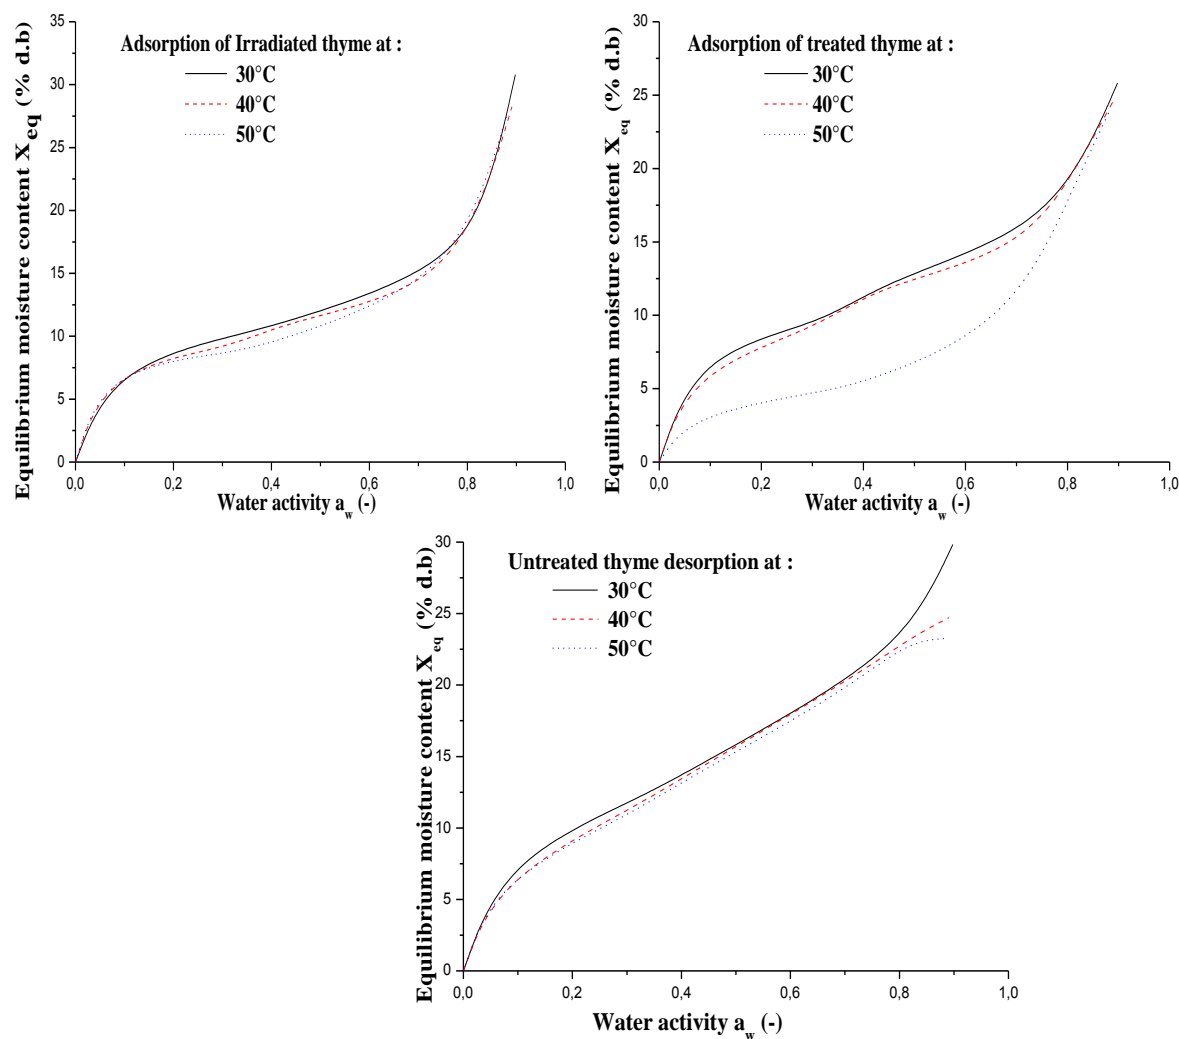 Equilibrium moisture content X_eq (% d.b)
35
30
25
20
15
10
5
0
Adsorption of Irradiated thyme at :
30°C
40°C
50°C
0,0
0,2
0,4
0,6
0,8
1,0
Water activity a_w (-)
Equilibrium moisture content X_eq (% d.b)
30
25
20
15
10
5
0
Adsorption of treated thyme at :
30°C
40°C
50°C
0,0
0,2
0,4
0,6
0,8
1,0
Water activity a_w (-)
Equilibrium moisture content X_eq (% d.b)
30
25
20
15
10
5
0
Untreated thyme desorption at :
30°C
40°C
50°C
0,0
0,2
0,4
0,6
0,8
1,0
Water activity a_w (-)